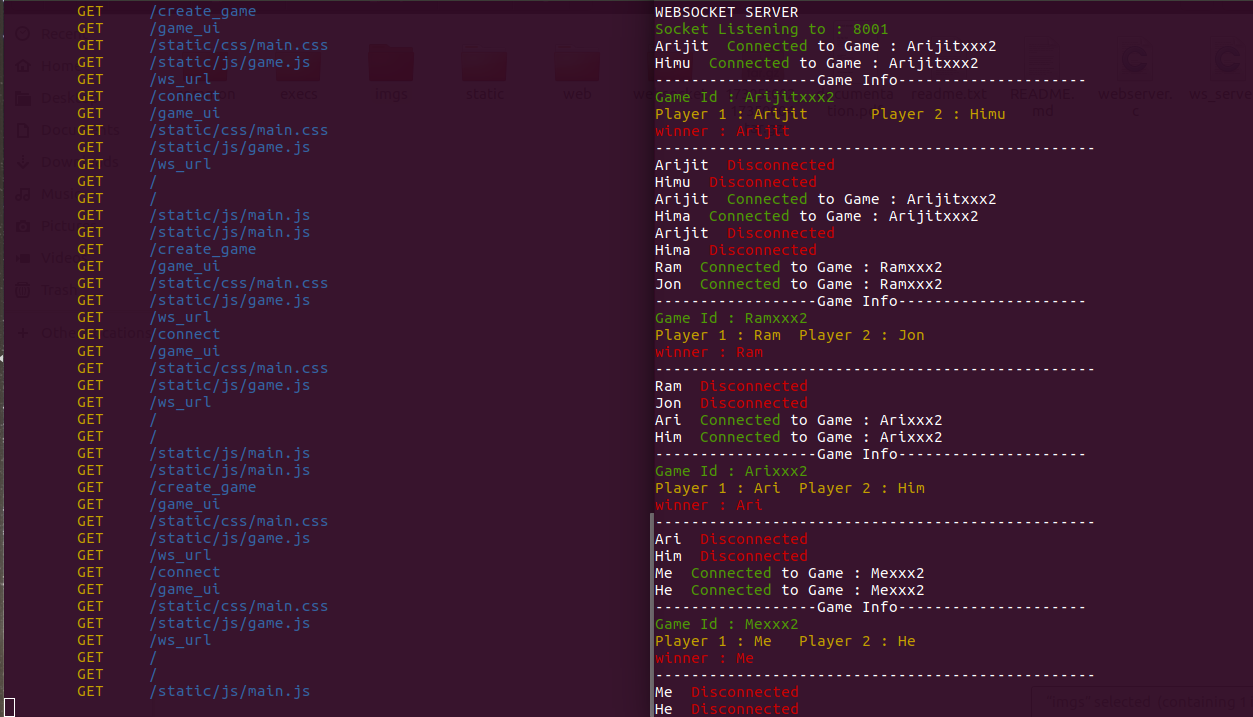 GET /create_game
GET /game_ui
GET /static/css/main.css
GET /static/js/game.js
GET /ws_url
GET /connect
GET /game_ui
GET /static/css/main.css
GET /static/js/game.js
GET /ws_url
GET /
GET /
GET /static/js/main.js
GET /static/js/main.js
GET /create_game
GET /game_ui
GET /static/css/main.css
GET /static/js/game.js
GET /ws_url
GET /connect
GET /game_ui
GET /static/css/main.css
GET /static/js/game.js
GET /ws_url
GET /
GET /
GET /static/js/main.js
GET /static/js/main.js
GET /create_game
GET /game_ui
GET /static/css/main.css
GET /static/js/game.js
GET /ws_url
GET /connect
GET /game_ui
GET /static/css/main.css
GET /static/js/game.js
GET /ws_url
GET /
GET /
GET /static/js/main.js
WEBSOCKET SERVER
Socket Listening to : 8001
Arijit  Connected to Game : Arijitxxx2
Himu  Connected to Game : Arijitxxx2
------------------Game Info---------------------
Game Id : Arijitxxx2
Player 1 : Arijit       Player 2 : Himu
winner : Arijit
-------------------------------------------------
Arijit  Disconnected
Himu  Disconnected
Arijit  Connected to Game : Arijitxxx2
Hima  Connected to Game : Arijitxxx2
Arijit  Disconnected
Hima  Disconnected
Ram  Connected to Game : Ramxxx2
Jon  Connected to Game : Ramxxx2
------------------Game Info---------------------
Game Id : Ramxxx2
Player 1 : Ram  Player 2 : Jon
winner : Ram
-------------------------------------------------
Ram  Disconnected
Jon  Disconnected
Ari  Connected to Game : Arixxx2
Him  Connected to Game : Arixxx2
------------------Game Info---------------------
Game Id : Arixxx2
Player 1 : Ari  Player 2 : Him
winner : Ari
-------------------------------------------------
Ari  Disconnected
Him  Disconnected
Me  Connected to Game : Mexxx2
He  Connected to Game : Mexxx2
------------------Game Info---------------------
Game Id : Mexxx2
Player 1 : Me   Player 2 : He
winner : Me
-------------------------------------------------
Me  Disconnected
He  Disconnected
execs
imgs
static
web
readme.txt
README.
md
webserver.
c
"imgs" selected (containing